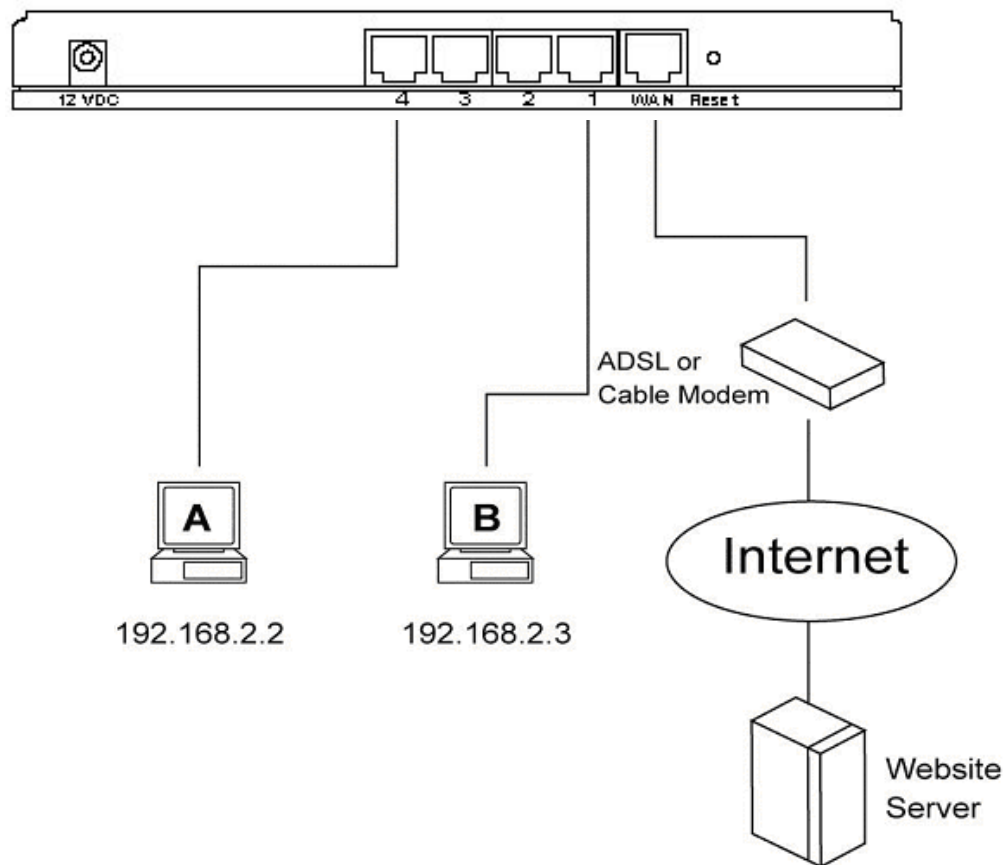 12 VDC 4 3 2 1 WAN Reset
ADSL or
Cable Modem
A
B
Internet
192.168.2.2
192.168.2.3
Website
Server